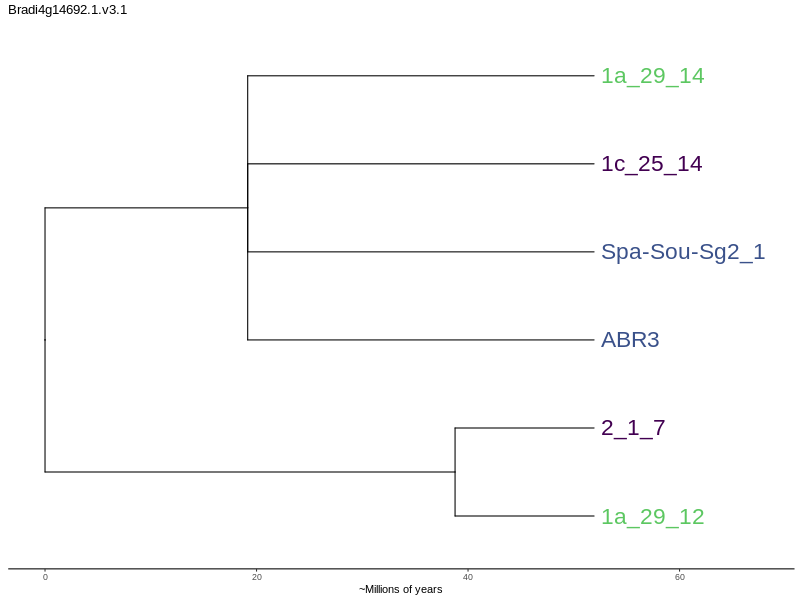 Bradi4g14692.1.v3.1
1a_29_14
1c_25_14
Spa-Sou-Sg2_1
ABR3
2_1_7
1a_29_12
0 20 40 60
~Millions of years